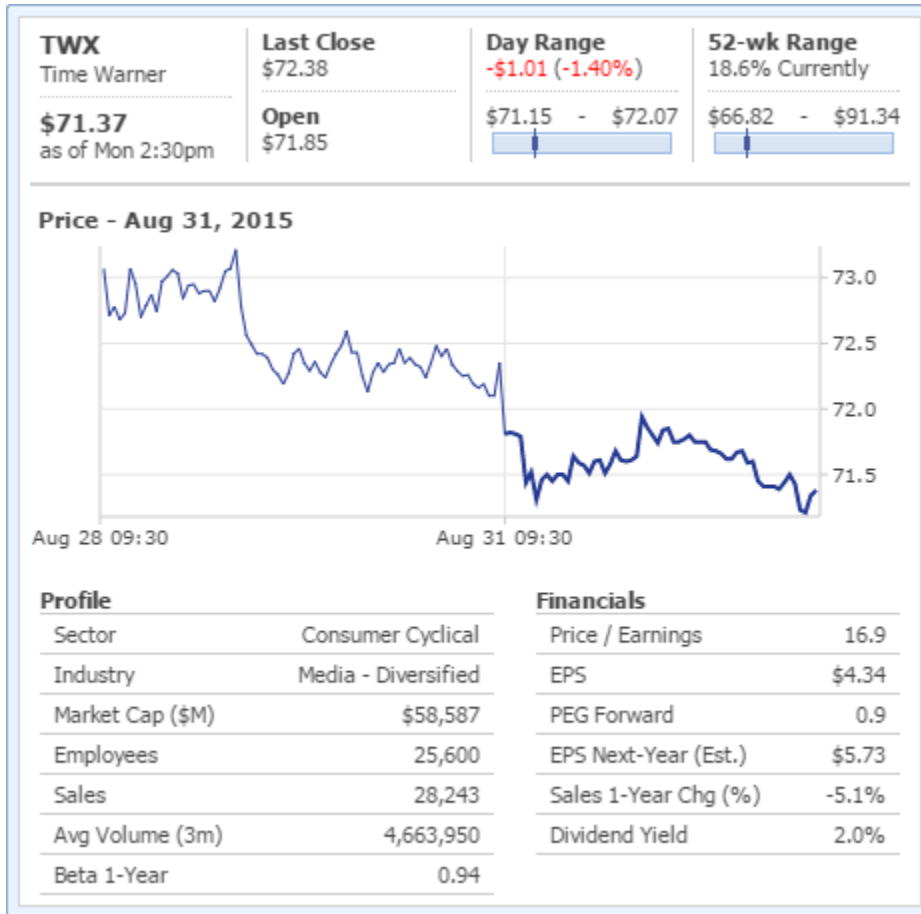 TWX
Time Warner
$71.37
as of Mon 2:30pm
Last Close
$72.38
Open
$71.85
Day Range
-$1.01 (-1.40%)
$71.15 - $72.07
52-wk Range
18.6% Currently
$66.82 - $91.34
Price - Aug 31, 2015
73.0
72.5
72.0
71.5
Aug 28 09:30 Aug 31 09:30
Profile
Sector Consumer Cyclical
Industry Media - Diversified
Market Cap ($M) $58,587
Employees 25,600
Sales 28,243
Avg Volume (3m) 4,663,950
Beta 1-Year 0.94
Financials
Price / Earnings 16.9
EPS $4.34
PEG Forward 0.9
EPS Next-Year (Est.) $5.73
Sales 1-Year Chg (%) -5.1%
Dividend Yield 2.0%